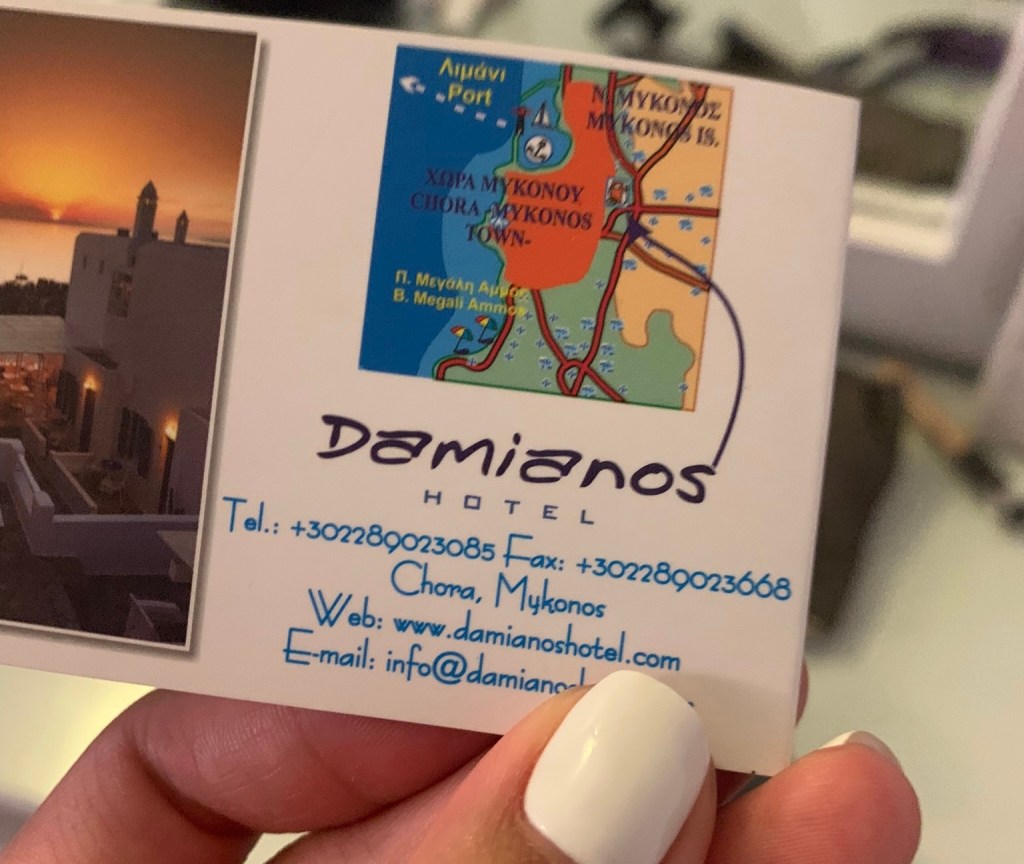 Λιμάνι
Port
Ν. ΜΥΚΟΝΟΣ
MYKONOS IS.
ΧΩΡΑ ΜΥΚΟΝΟΥ
CHORA -MYKONOS
TOWN-
Π. Μεγάλη Αμμος
B. Megali Ammos
Damianos
HOTEL
Tel.: +302289023085 Fax: +302289023668
Chora, Mykonos
Web: www.damianoshotel.com
E-mail: info@damianos